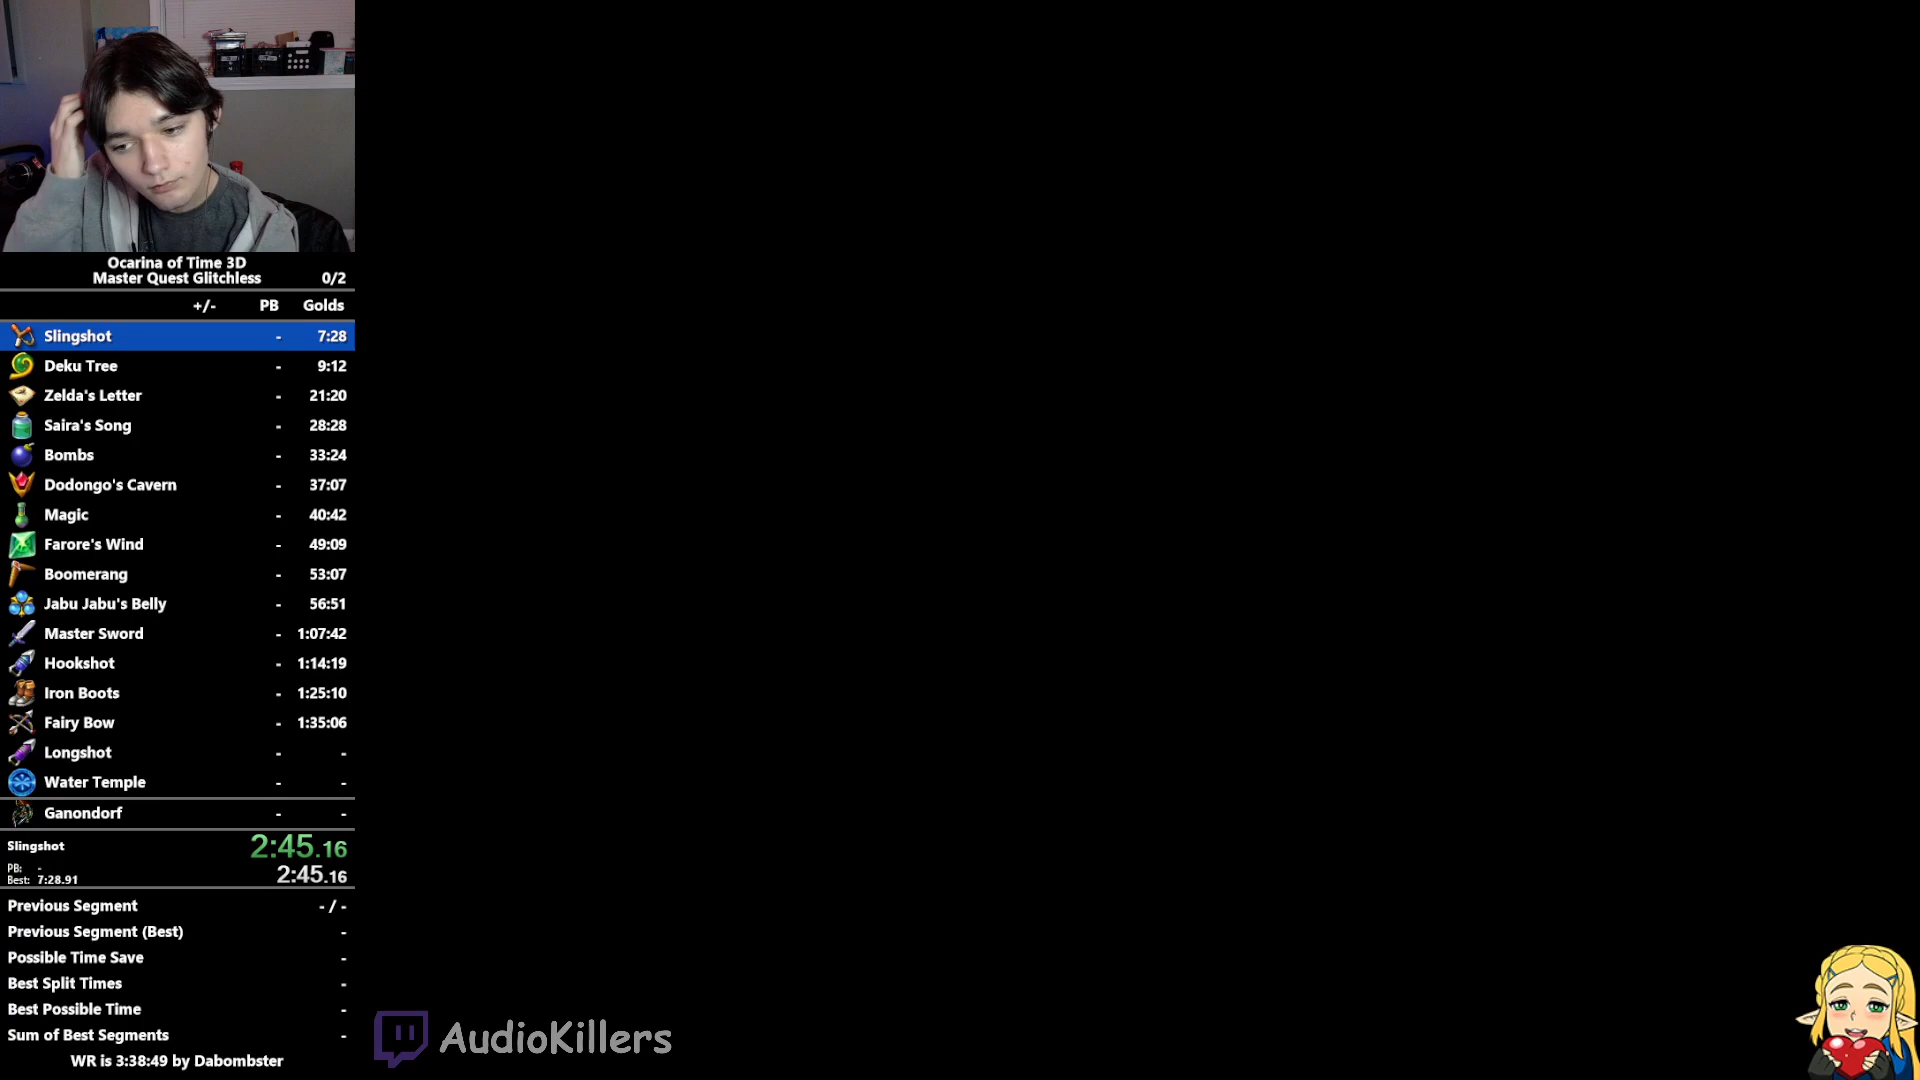 Ocarina of Time 3D
Master Quest Glitchless 0/2
+/- PB Golds
Slingshot - 7:28
Deku Tree - 9:12
Zelda's Letter - 21:20
Saira's Song - 28:28
Bombs - 33:24
Dodongo's Cavern - 37:07
Magic - 40:42
Farore's Wind - 49:09
Boomerang - 53:07
Jabu Jabu's Belly - 56:51
Master Sword - 1:07:42
Hookshot - 1:14:19
Iron Boots - 1:25:10
Fairy Bow - 1:35:06
Longshot - -
Water Temple - -
Ganondorf - -
Slingshot 2:45.16
PB: -
Best: 7:28.91 2:45.16
Previous Segment - / -
Previous Segment (Best) -
Possible Time Save -
Best Split Times -
Best Possible Time -
Sum of Best Segments -
WR is 3:38:49 by Dabombster
AudioKillers